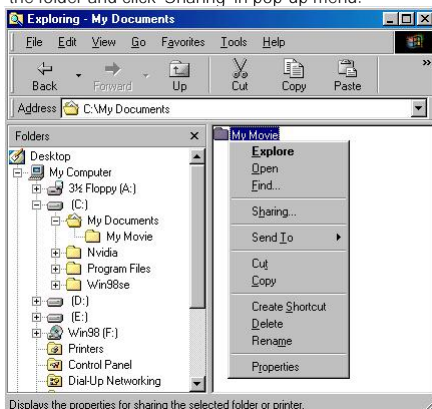 the folder and click 'Sharing' in pop-up menu.
Exploring - My Documents
File Edit View Go Favorites Tools Help
Back Forward Up Cut Copy Paste »
Address C:\My Documents
Folders ×
Desktop
My Computer
3½ Floppy (A:)
(C:)
My Documents
My Movie
Nvidia
Program Files
Win98se
(D:)
(E:)
Win98 (F:)
Printers
Control Panel
Dial-Up Networking
My Movie
Explore
Open
Find...
Sharing...
Send To
Cut
Copy
Create Shortcut
Delete
Rename
Properties
Displays the properties for sharing the selected folder or printer.